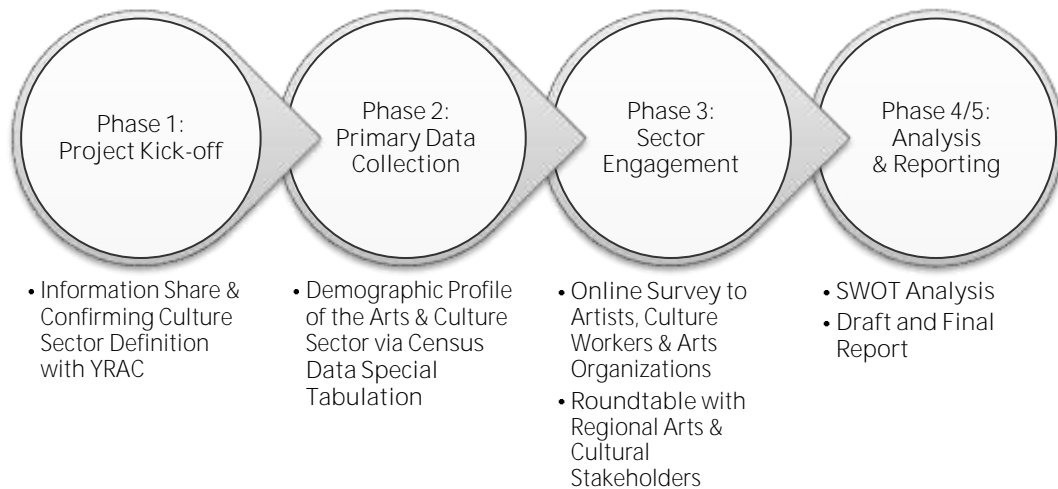 Phase 1:
Project Kick-off
• Information Share &
Confirming Culture
Sector Definition
with YRAC
Phase 2:
Primary Data
Collection
• Demographic Profile
of the Arts & Culture
Sector via Census
Data Special
Tabulation
Phase 3:
Sector
Engagement
• Online Survey to
Artists, Culture
Workers & Arts
Organizations
• Roundtable with
Regional Arts &
Cultural
Stakeholders
Phase 4/5:
Analysis
& Reporting
• SWOT Analysis
• Draft and Final
Report